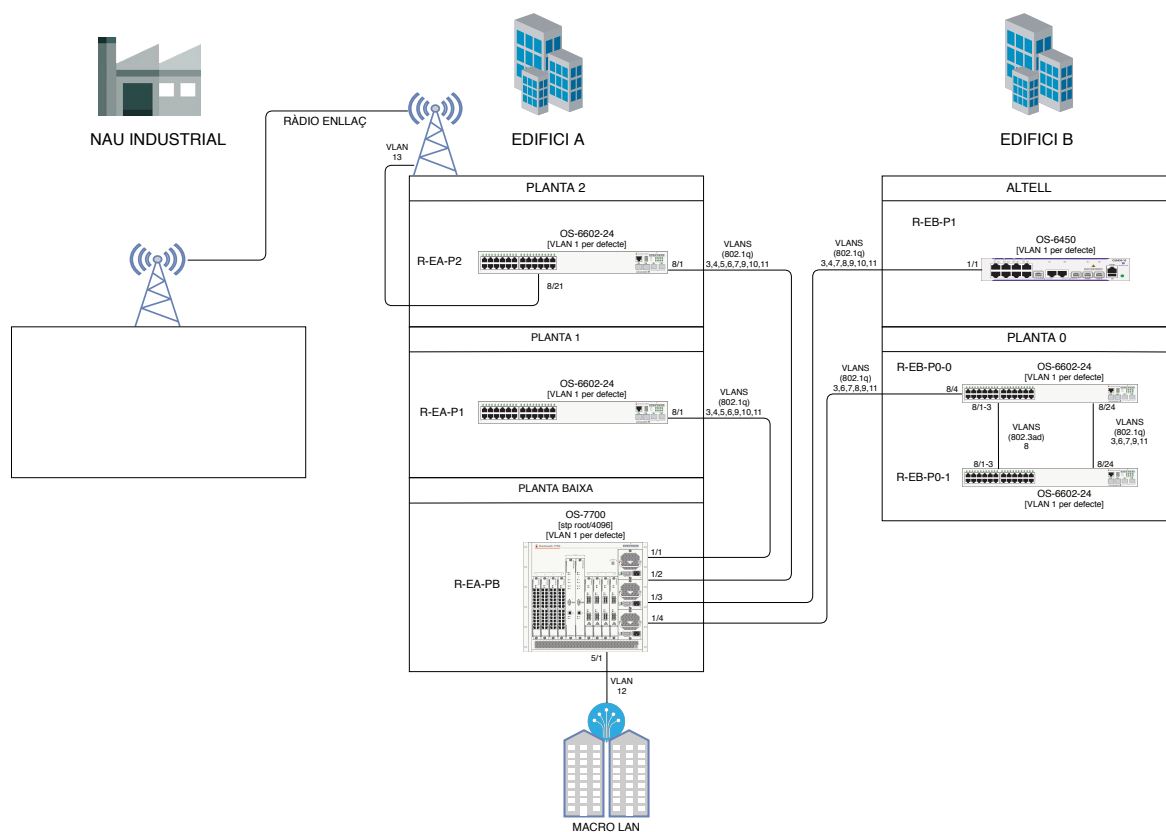 NAU INDUSTRIAL
RÀDIO ENLLAÇ
VLAN
13
EDIFICI A
EDIFICI B
PLANTA 2
OS-6602-24
[VLAN 1 per defecte]
R-EA-P2
8/1
8/21
VLANS
(802.1q)
3,4,5,6,7,9,10,11
PLANTA 1
OS-6602-24
[VLAN 1 per defecte]
R-EA-P1
8/1
VLANS
(802.1q)
3,4,5,6,9,10,11
PLANTA BAIXA
OS-7700
[stp root/4096]
[VLAN 1 per defecte]
R-EA-PB
1/1
1/2
1/3
1/4
5/1
VLAN
12
MACRO LAN
ALTELL
R-EB-P1
OS-6450
[VLAN 1 per defecte]
VLANS
(802.1q)
3,4,7,8,9,10,11
1/1
PLANTA 0
R-EB-P0-0
OS-6602-24
[VLAN 1 per defecte]
VLANS
(802.1q)
3,6,7,8,9,11
8/4
8/1-3
8/24
VLANS
(802.3ad)
8
VLANS
(802.1q)
3,6,7,9,11
8/1-3
8/24
R-EB-P0-1
OS-6602-24
[VLAN 1 per defecte]